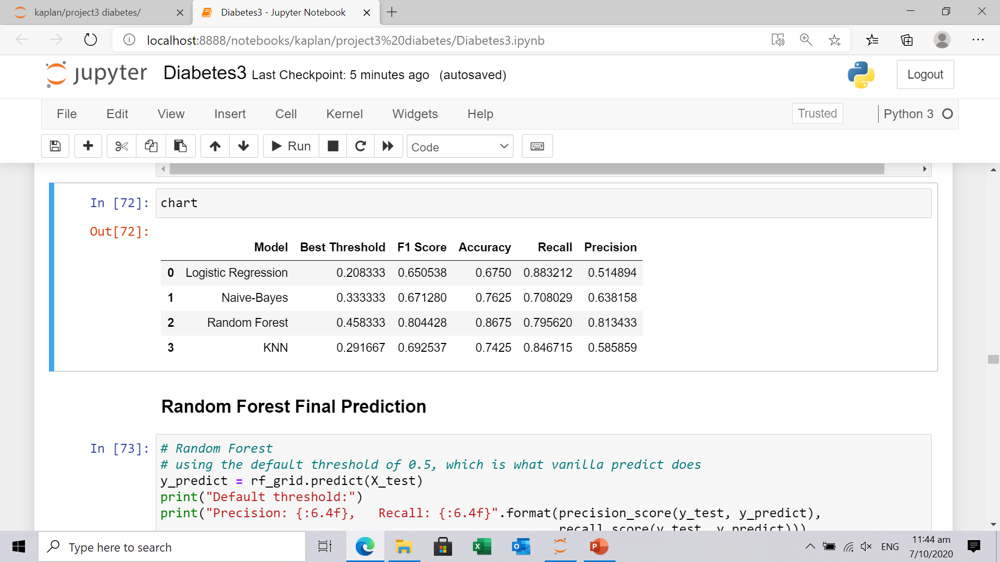 kaplan/project3 diabetes/
Diabetes3 - Jupyter Notebook
localhost:8888/notebooks/kaplan/project3%20diabetes/Diabetes3.ipynb
jupyter Diabetes3 Last Checkpoint: 5 minutes ago (autosaved)
Logout
File Edit View Insert Cell Kernel Widgets Help
Trusted
Python 3
Run
Code
In [72]: chart
Out[72]:
Model Best Threshold F1 Score Accuracy Recall Precision
0 Logistic Regression 0.208333 0.650538 0.6750 0.883212 0.514894
1 Naive-Bayes 0.333333 0.671280 0.7625 0.708029 0.638158
2 Random Forest 0.458333 0.804428 0.8675 0.795620 0.813433
3 KNN 0.291667 0.692537 0.7425 0.846715 0.585859
Random Forest Final Prediction
In [73]: # Random Forest
# using the default threshold of 0.5, which is what vanilla predict does
y_predict = rf_grid.predict(X_test)
print("Default threshold:")
print("Precision: {:6.4f},   Recall: {:6.4f}".format(precision_score(y_test, y_predict),
recall_score(y_test, y_predict)))
Type here to search
ENG
11:44 am
7/10/2020